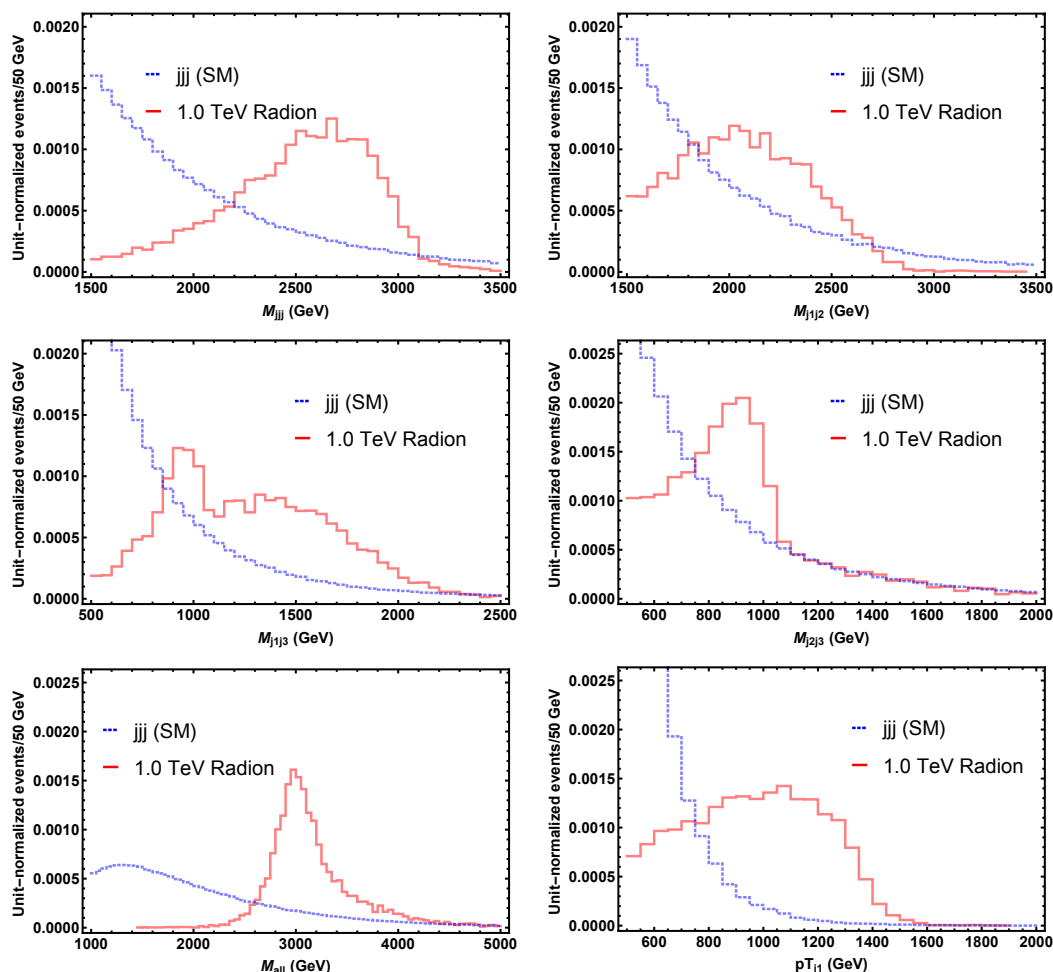 Unit−normalized events/50 GeV
0.0020
0.0015
0.0010
0.0005
0.0000
jjj (SM)
1.0 TeV Radion
1500 2000 2500 3000 3500
Mjjj (GeV)
Unit−normalized events/50 GeV
0.0020
0.0015
0.0010
0.0005
0.0000
jjj (SM)
1.0 TeV Radion
1500 2000 2500 3000 3500
Mj1j2 (GeV)
Unit−normalized events/50 GeV
0.0020
0.0015
0.0010
0.0005
0.0000
jjj (SM)
1.0 TeV Radion
500 1000 1500 2000 2500
Mj1j3 (GeV)
Unit−normalized events/50 GeV
0.0025
0.0020
0.0015
0.0010
0.0005
0.0000
jjj (SM)
1.0 TeV Radion
600 800 1000 1200 1400 1600 1800 2000
Mj2j3 (GeV)
Unit−normalized events/50 GeV
0.0025
0.0020
0.0015
0.0010
0.0005
0.0000
jjj (SM)
1.0 TeV Radion
1000 2000 3000 4000 5000
Mall (GeV)
Unit−normalized events/50 GeV
0.0025
0.0020
0.0015
0.0010
0.0005
0.0000
jjj (SM)
1.0 TeV Radion
600 800 1000 1200 1400 1600 1800 2000
pTj1 (GeV)